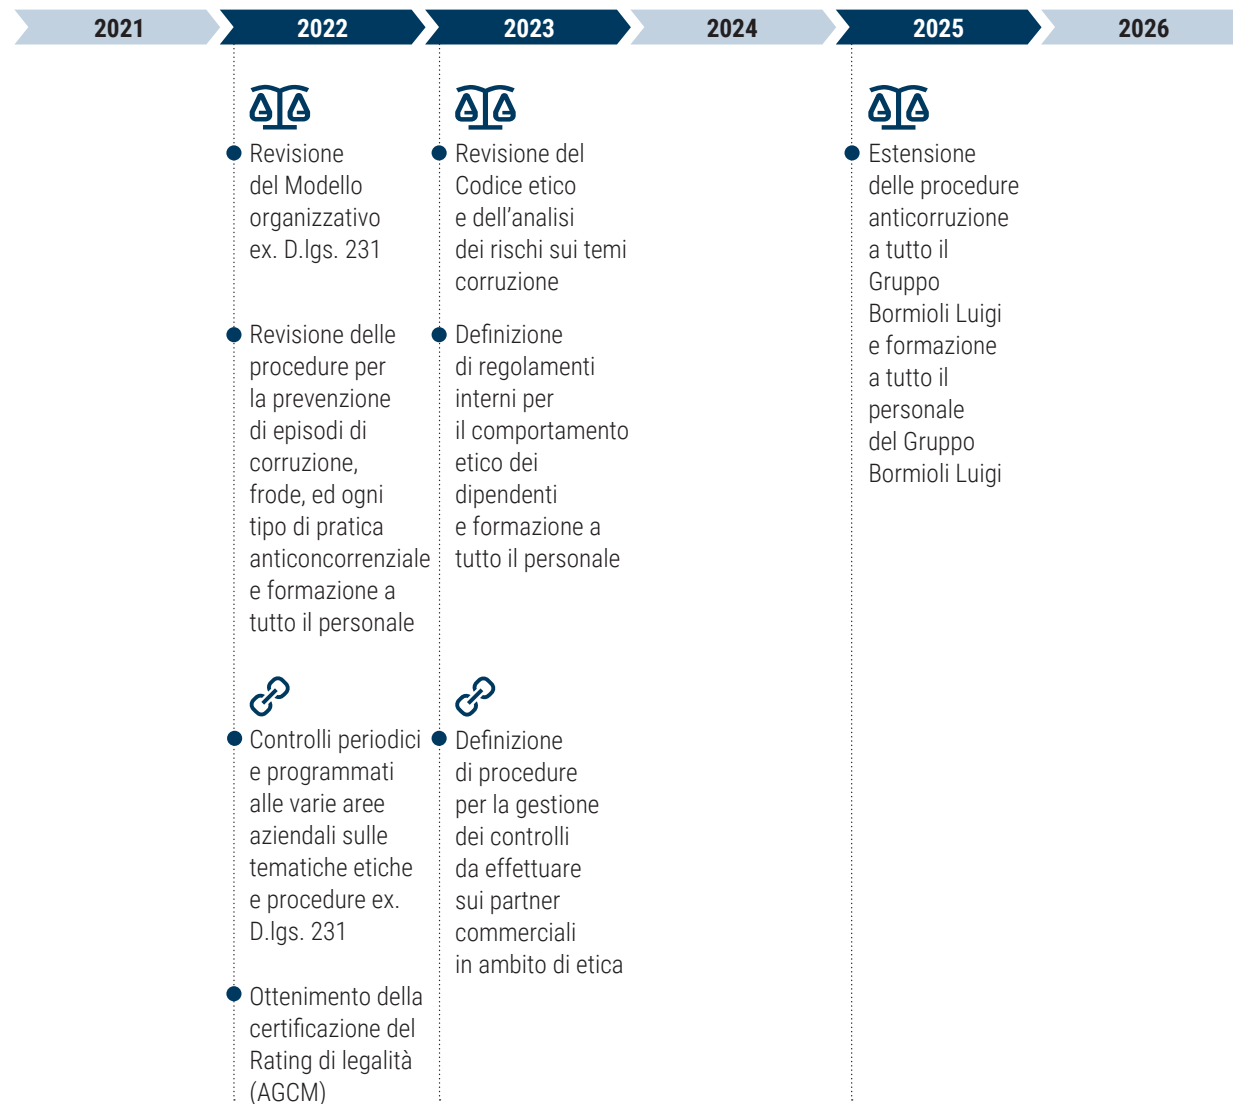 2021
2022
2023
2024
2025
2026
Revisione
del Modello
organizzativo
ex. D.lgs. 231
Revisione delle
procedure per
la prevenzione
di episodi di
corruzione,
frode, ed ogni
tipo di pratica
anticoncorrenziale
e formazione a
tutto il personale
Controlli periodici
e programmati
alle varie aree
aziendali sulle
tematiche etiche
e procedure ex.
D.lgs. 231
Ottenimento della
certificazione del
Rating di legalità
(AGCM)
Revisione del
Codice etico
e dell’analisi
dei rischi sui temi
corruzione
Definizione
di regolamenti
interni per
il comportamento
etico dei
dipendenti
e formazione a
tutto il personale
Definizione
di procedure
per la gestione
dei controlli
da effettuare
sui partner
commerciali
in ambito di etica
Estensione
delle procedure
anticorruzione
a tutto il
Gruppo
Bormioli Luigi
e formazione
a tutto il
personale
del Gruppo
Bormioli Luigi